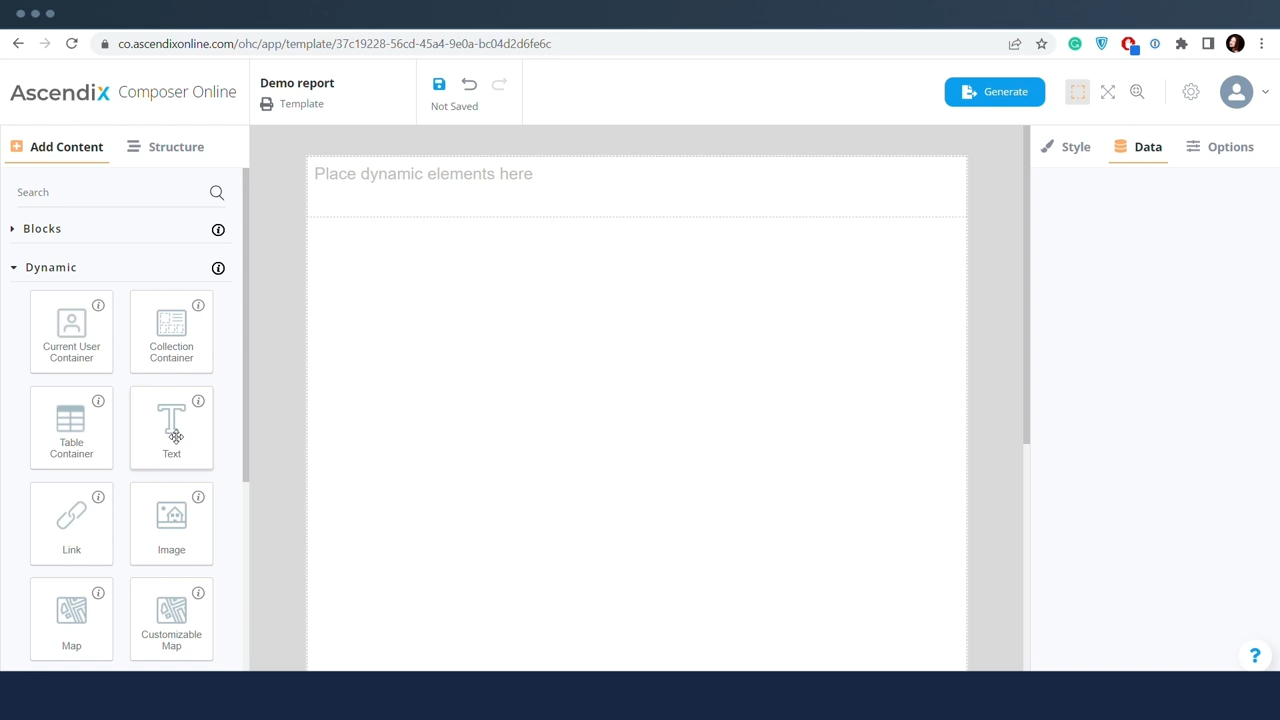 co.ascendixonline.com/ohc/app/template/37c19228-56cd-45a4-9e0a-bc04d2d6fe6c
Ascendix Composer Online
Demo report
Template
Not Saved
Generate
Add Content
Structure
Style
Data
Options
Search
Blocks
Dynamic
Current User
Container
Collection
Container
Table
Container
Text
Link
Image
Map
Customizable
Map
Place dynamic elements here
?